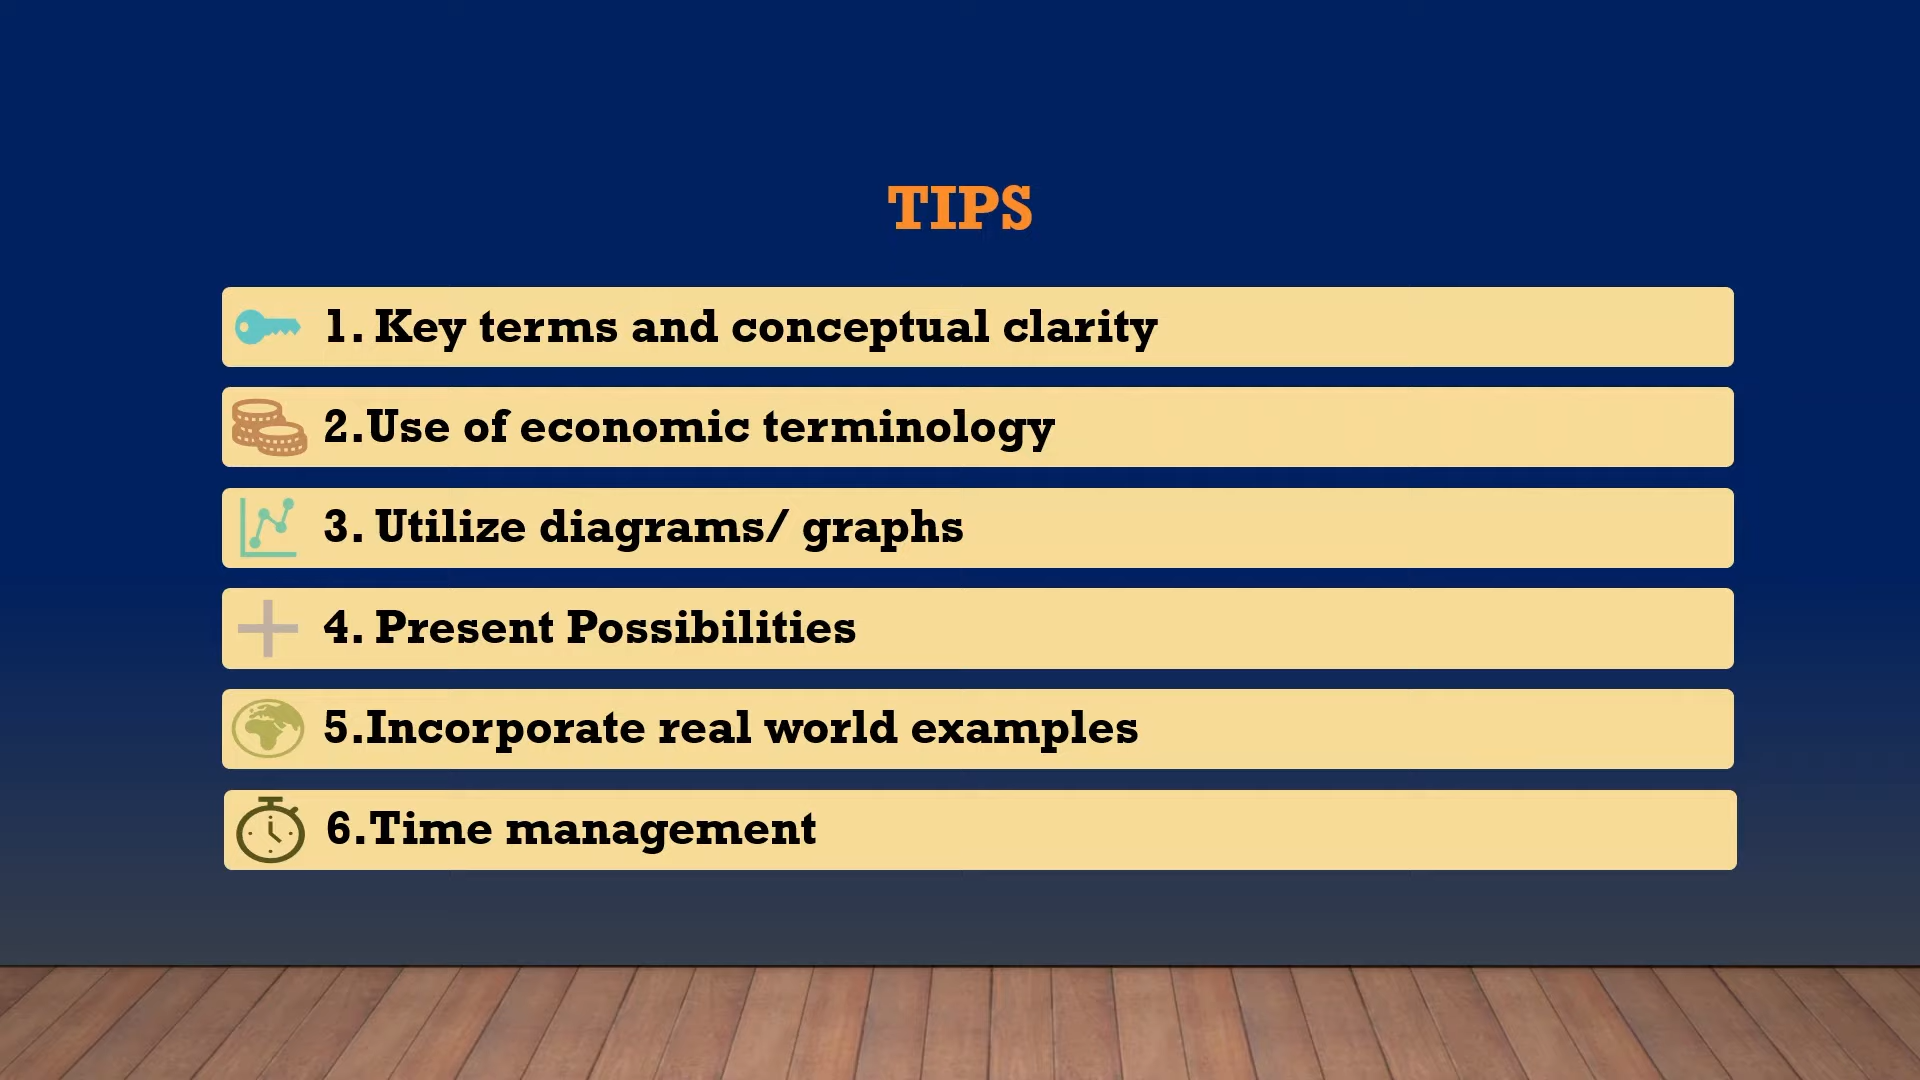 TIPS
1. Key terms and conceptual clarity
2.Use of economic terminology
3. Utilize diagrams/ graphs
4. Present Possibilities
5.Incorporate real world examples
6.Time management